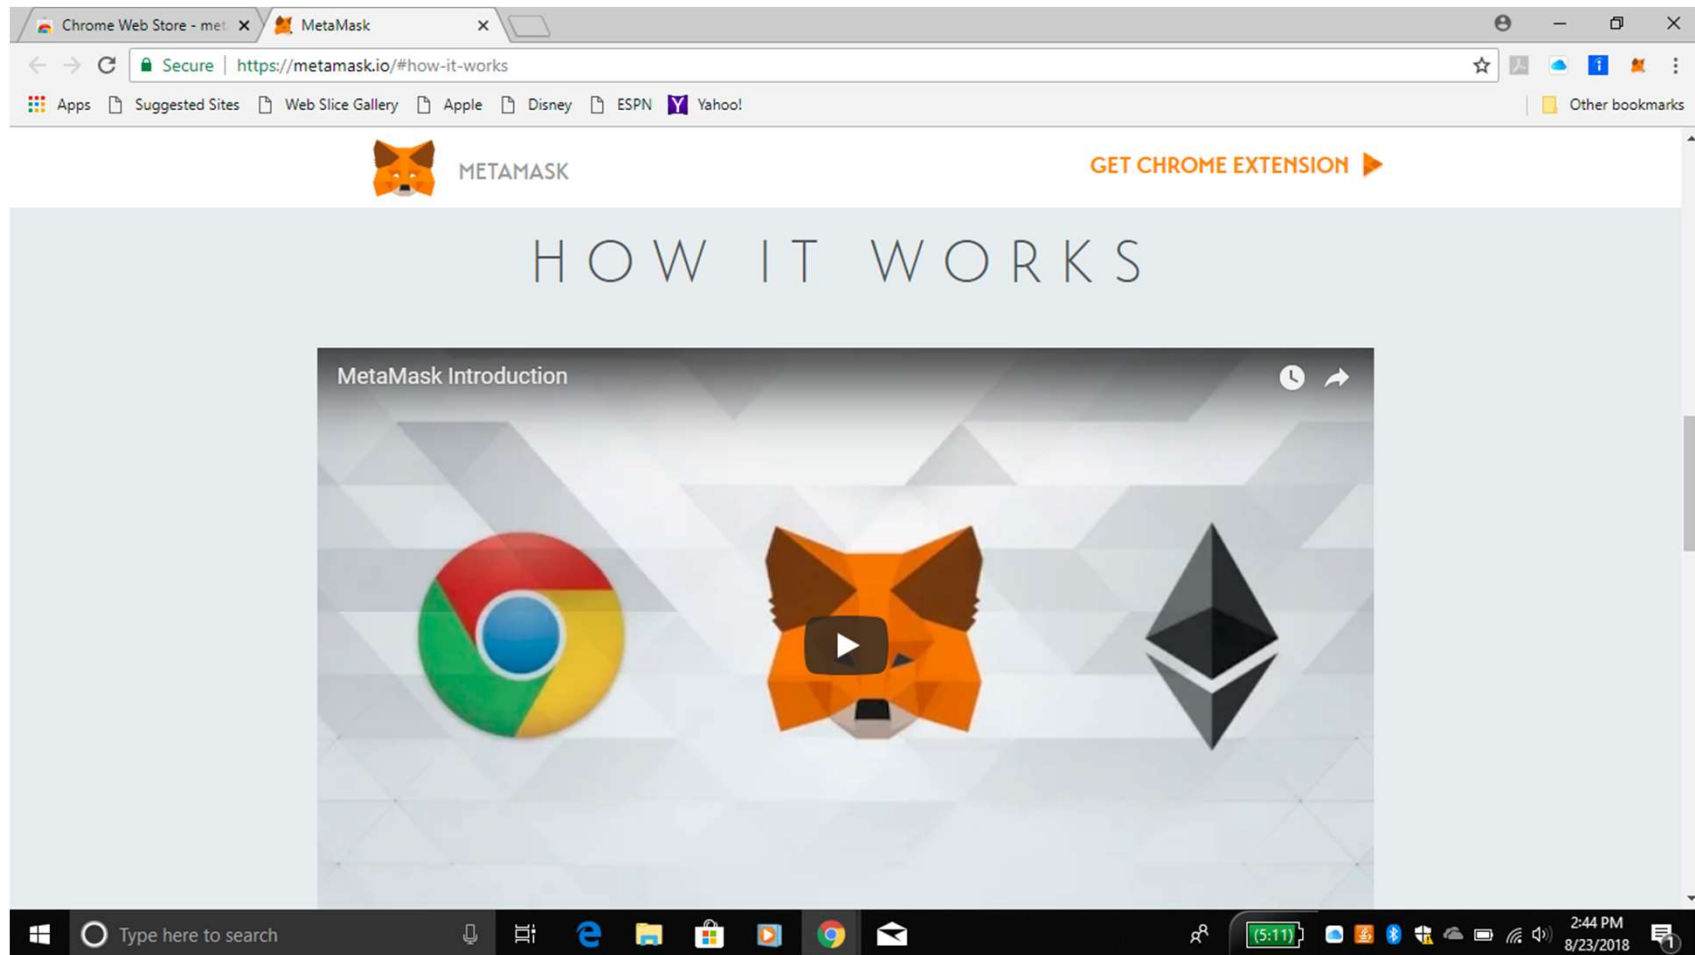 Chrome Web Store - met
MetaMask
Secure
https://metamask.io/#how-it-works
Apps
Suggested Sites
Web Slice Gallery
Apple
Disney
ESPN
Yahoo!
Other bookmarks
METAMASK
GET CHROME EXTENSION
HOW IT WORKS
MetaMask Introduction
Type here to search
(5:11)
2:44 PM
8/23/2018
1